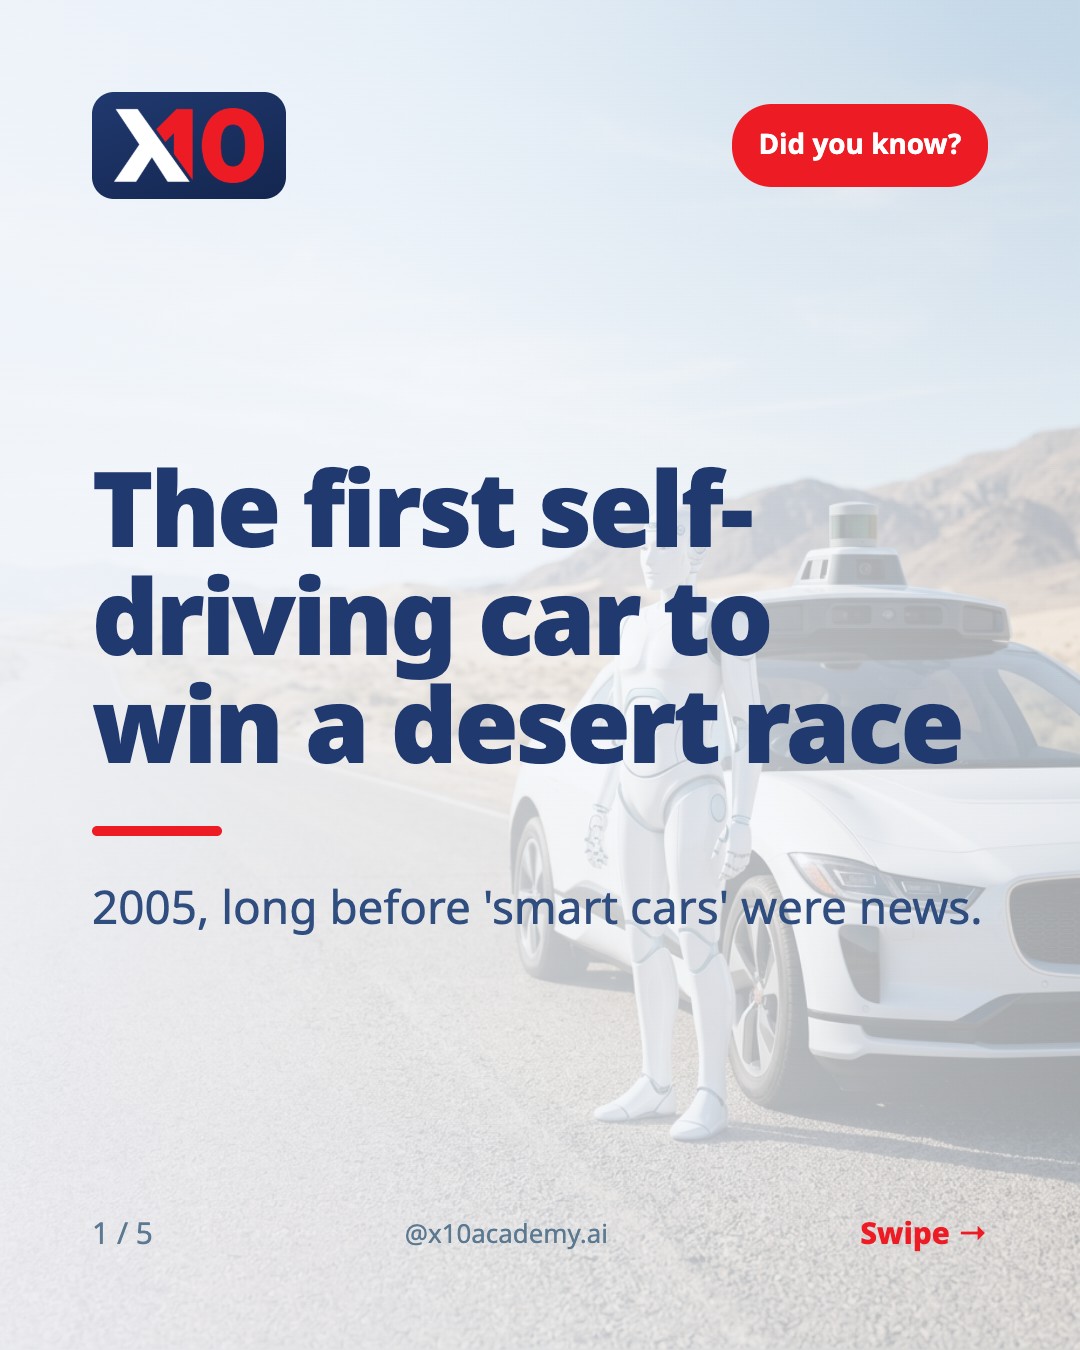 X10
Did you know?
The first self-
driving car to
win a desert race
2005, long before 'smart cars' were news.
1 / 5
@x10academy.ai
Swipe →